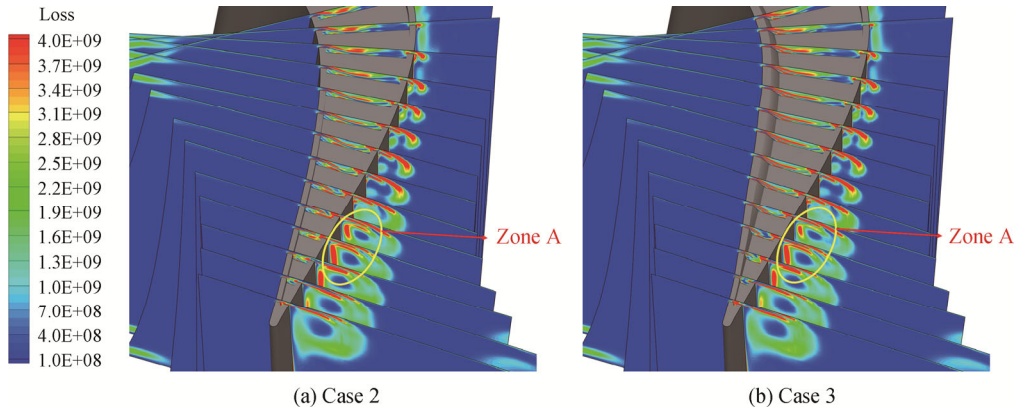 Loss
4.0E+09
3.7E+09
3.4E+09
3.1E+09
2.8E+09
2.5E+09
2.2E+09
1.9E+09
1.6E+09
1.3E+09
1.0E+09
7.0E+08
4.0E+08
1.0E+08
Zone A
Zone A
(a) Case 2
(b) Case 3